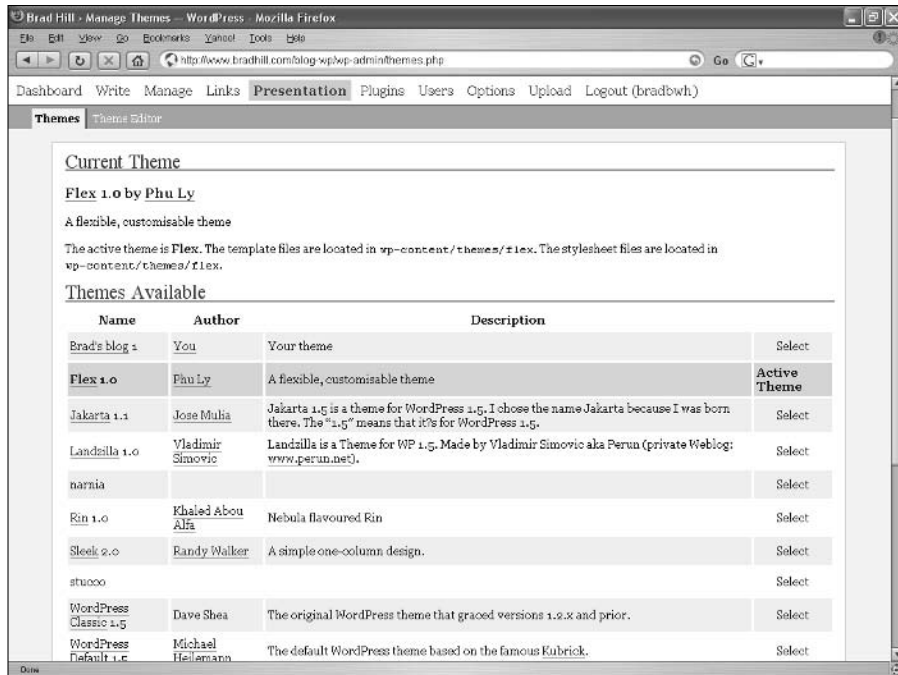 Brad Hill › Manage Themes — WordPress - Mozilla Firefox
File Edit View Go Bookmarks Yahoo! Tools Help
http://www.bradhill.com/blog-wp/wp-admin/themes.php Go
Dashboard Write Manage Links Presentation Plugins Users Options Upload Logout (bradbwh)
Themes Theme Editor
Current Theme
Flex 1.0 by Phu Ly
A flexible, customisable theme
The active theme is Flex. The template files are located in wp-content/themes/flex. The stylesheet files are located in
wp-content/themes/flex.
Themes Available
Name Author Description
Brad's blog 1 You Your theme Select
Flex 1.0 Phu Ly A flexible, customisable theme Active
Theme
Jakarta 1.1 Jose Mulia Jakarta 1.5 is a theme for WordPress 1.5. I chose the name Jakarta because I was born
there. The "1.5" means that it?s for WordPress 1.5. Select
Landzilla 1.0 Vladimir
Simovic Landzilla is a Theme for WP 1.5. Made by Vladimir Simovic aka Perun (private Weblog:
www.perun.net). Select
narnia Select
Rin 1.0 Khaled Abou
Alfa Nebula flavoured Rin Select
Sleek 2.0 Randy Walker A simple one-column design. Select
stucco Select
WordPress
Classic 1.5 Dave Shea The original WordPress theme that graced versions 1.2.x and prior. Select
WordPress
Default 1.5 Michael
Heilemann The default WordPress theme based on the famous Kubrick. Select
Done